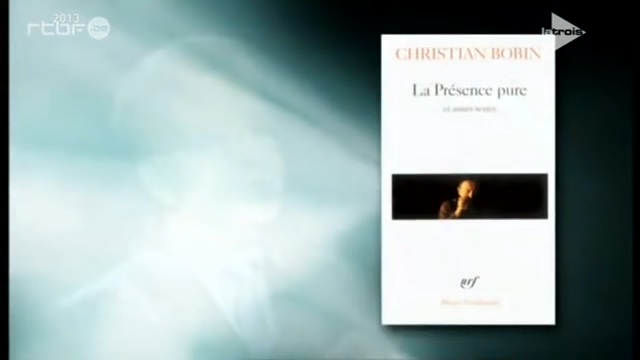 2013
rtbf.be
latrois
CHRISTIAN BOBIN
La Présence pure
nrf